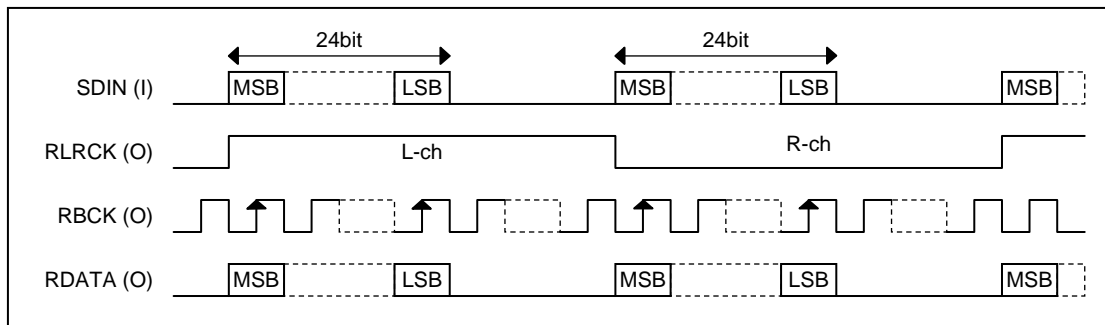 24bit 24bit
SDIN (I) MSB LSB MSB LSB MSB
RLRCK (O) L-ch R-ch
RBCK (O)
RDATA (O) MSB LSB MSB LSB MSB